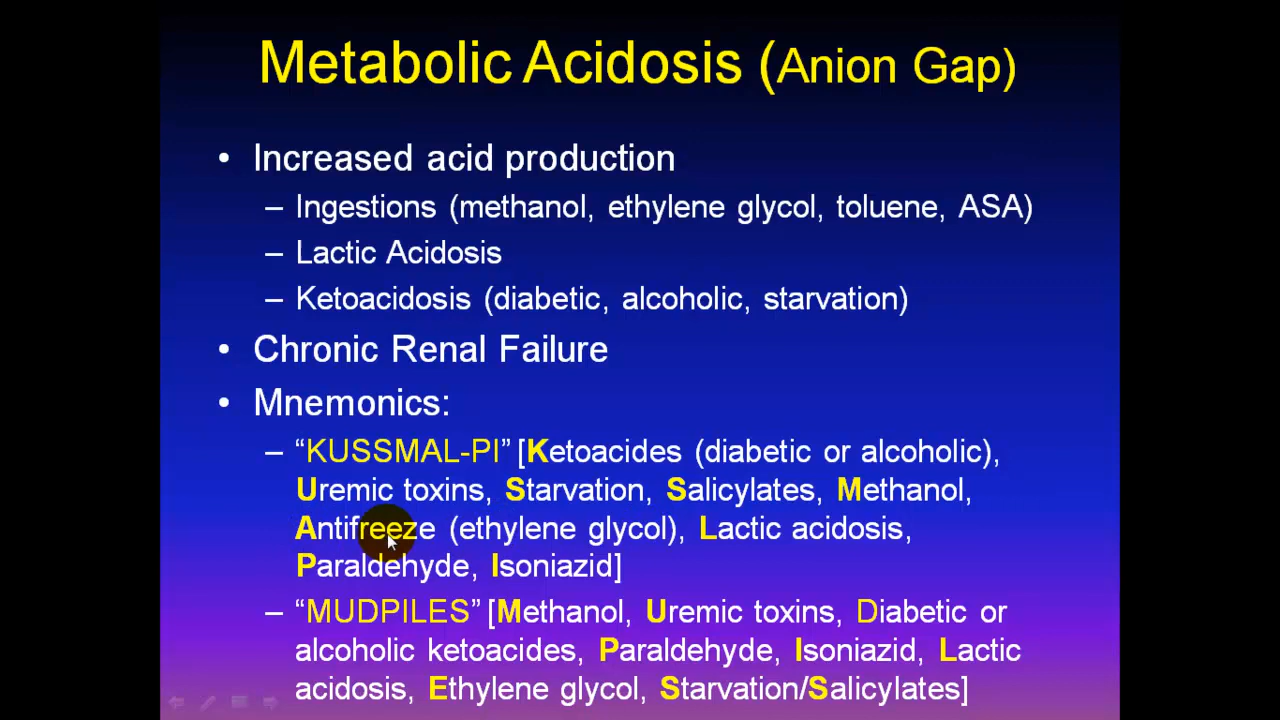 Metabolic Acidosis (Anion Gap)
• Increased acid production
– Ingestions (methanol, ethylene glycol, toluene, ASA)
– Lactic Acidosis
– Ketoacidosis (diabetic, alcoholic, starvation)
• Chronic Renal Failure
• Mnemonics:
– “KUSSMAL-PI” [Ketoacides (diabetic or alcoholic),
Uremic toxins, Starvation, Salicylates, Methanol,
Antifreeze (ethylene glycol), Lactic acidosis,
Paraldehyde, Isoniazid]
– “MUDPILES” [Methanol, Uremic toxins, Diabetic or
alcoholic ketoacides, Paraldehyde, Isoniazid, Lactic
acidosis, Ethylene glycol, Starvation/Salicylates]